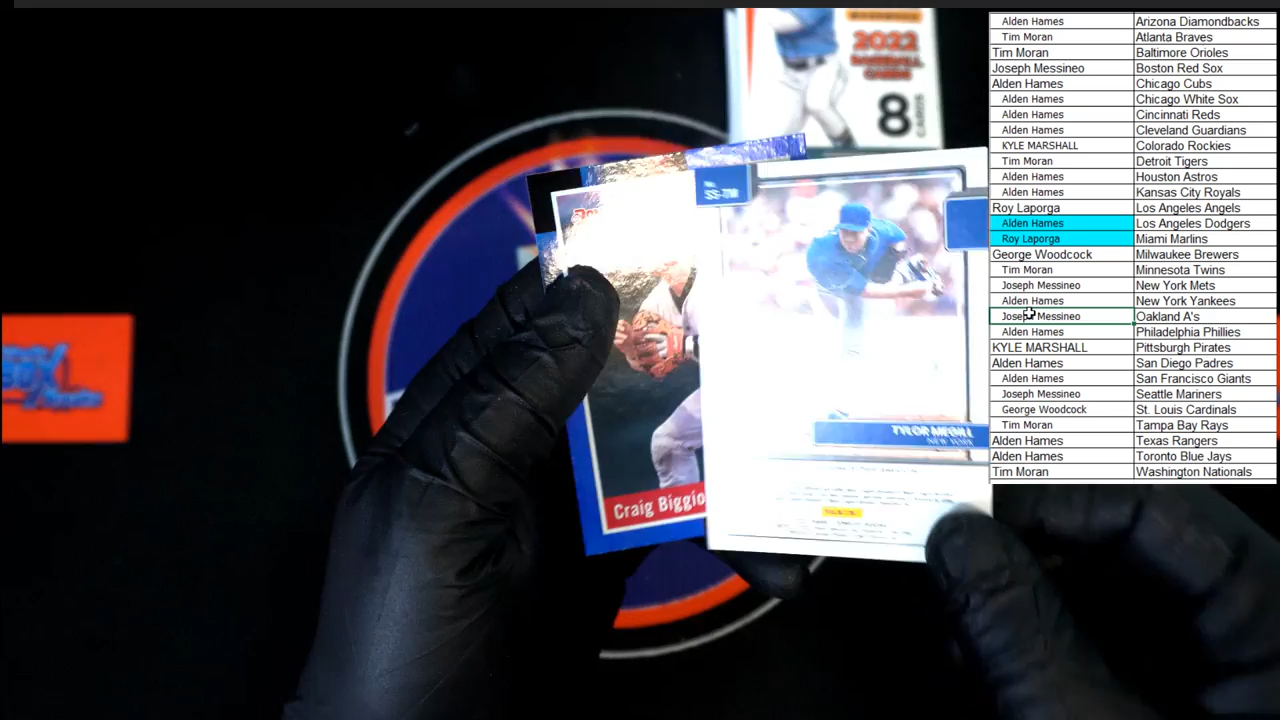 2022
BASEBALL
CARDS
8
CARDS
No.
SS-TM
TYLOR MEGILL
NEW YORK
Craig Biggio
Alden Hames Arizona Diamondbacks
Tim Moran Atlanta Braves
Tim Moran Baltimore Orioles
Joseph Messineo Boston Red Sox
Alden Hames Chicago Cubs
Alden Hames Chicago White Sox
Alden Hames Cincinnati Reds
Alden Hames Cleveland Guardians
KYLE MARSHALL Colorado Rockies
Tim Moran Detroit Tigers
Alden Hames Houston Astros
Alden Hames Kansas City Royals
Roy Laporga Los Angeles Angels
Alden Hames Los Angeles Dodgers
Roy Laporga Miami Marlins
George Woodcock Milwaukee Brewers
Tim Moran Minnesota Twins
Joseph Messineo New York Mets
Alden Hames New York Yankees
Joseph Messineo Oakland A's
Alden Hames Philadelphia Phillies
KYLE MARSHALL Pittsburgh Pirates
Alden Hames San Diego Padres
Alden Hames San Francisco Giants
Joseph Messineo Seattle Mariners
George Woodcock St. Louis Cardinals
Tim Moran Tampa Bay Rays
Alden Hames Texas Rangers
Alden Hames Toronto Blue Jays
Tim Moran Washington Nationals